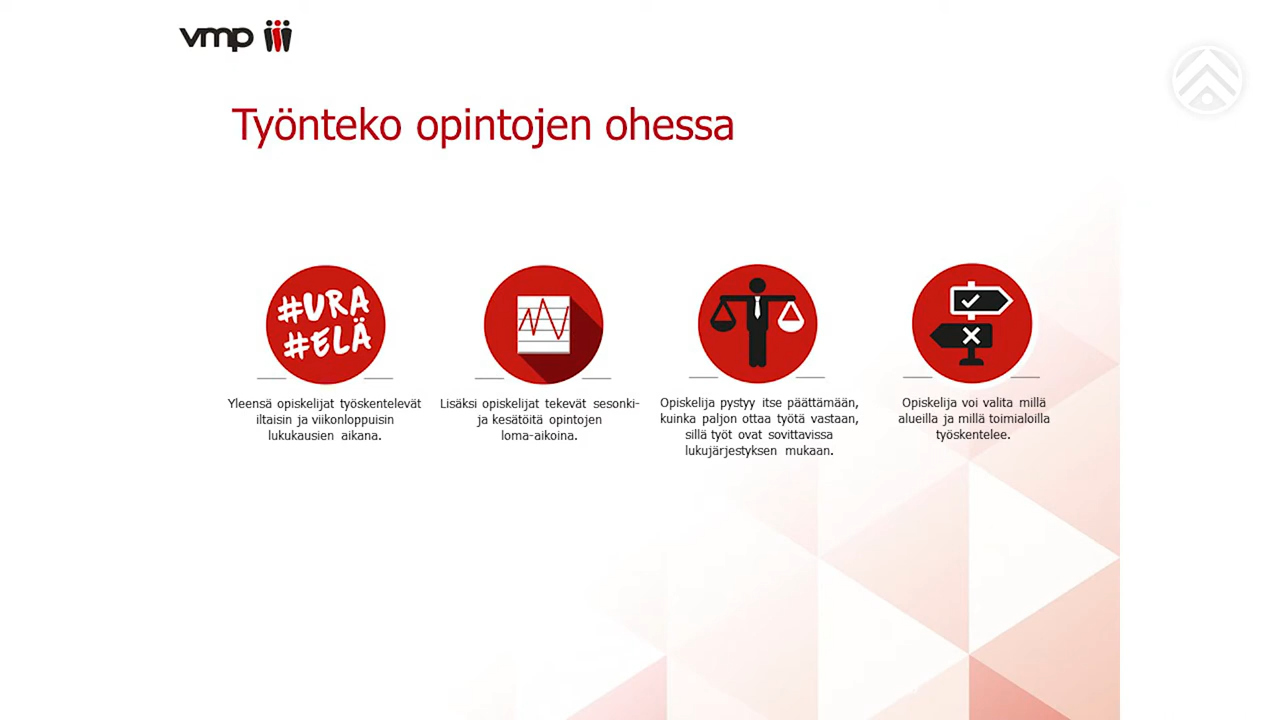 vmp
Työnteko opintojen ohessa
#URA
#ELÄ
Yleensä opiskelijat työskentelevät
iltaisin ja viikonloppuisin
lukukausien aikana.
Lisäksi opiskelijat tekevät sesonki-
ja kesätöitä opintojen
loma-aikoina.
Opiskelija pystyy itse päättämään,
kuinka paljon ottaa työtä vastaan,
sillä työt ovat sovittavissa
lukujärjestyksen mukaan.
Opiskelija voi valita millä
alueilla ja millä toimialoilla
työskentelee.